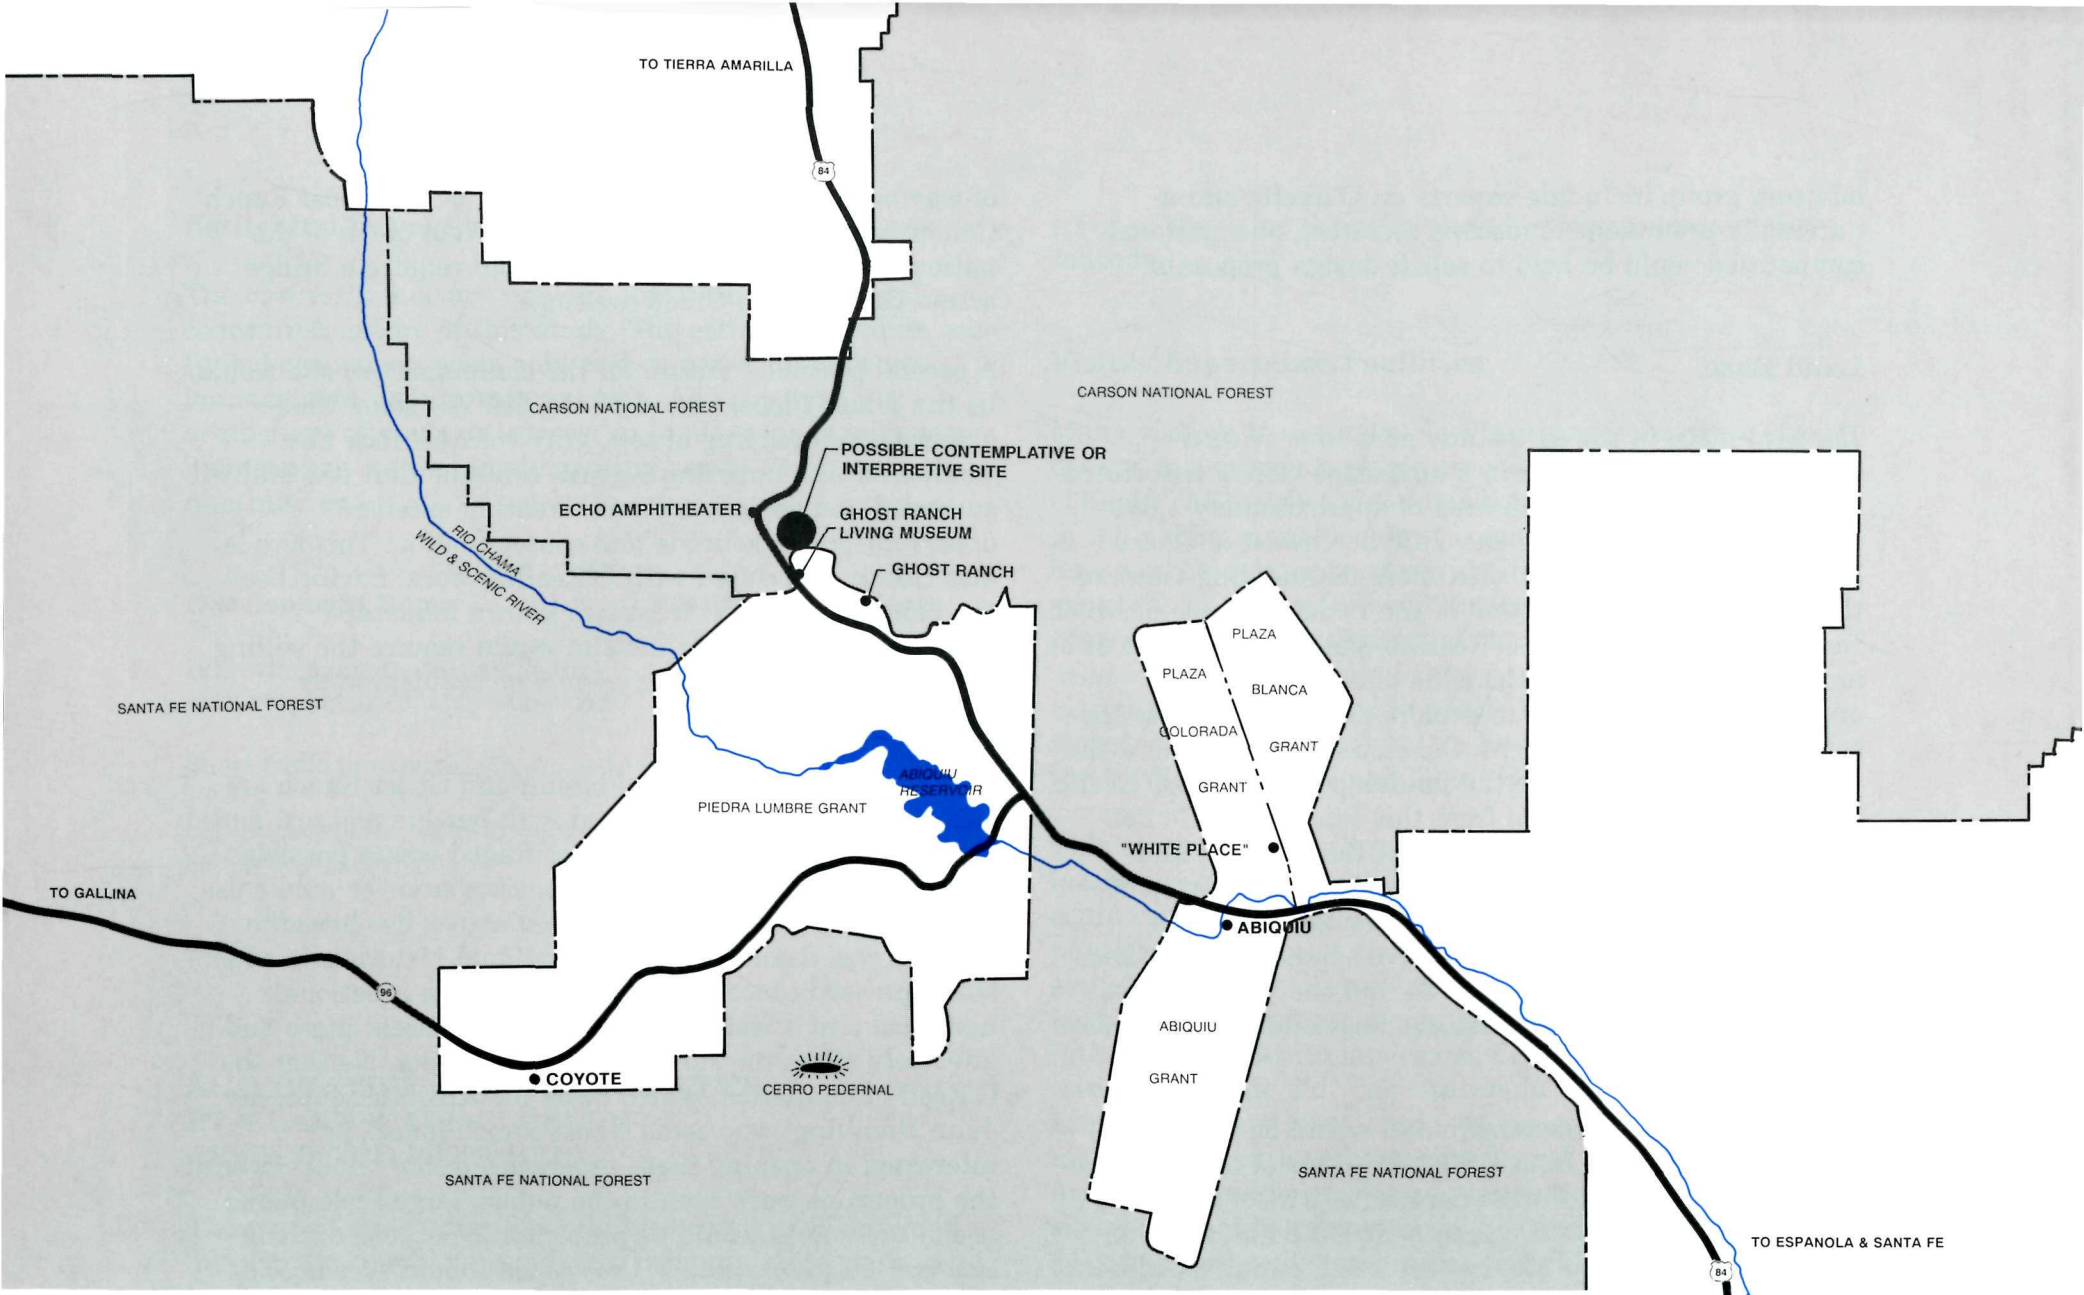 TO TIERRA AMARILLA
84
CARSON NATIONAL FOREST
CARSON NATIONAL FOREST
POSSIBLE CONTEMPLATIVE OR
INTERPRETIVE SITE
ECHO AMPHITHEATER
GHOST RANCH
LIVING MUSEUM
GHOST RANCH
RIO CHAMA
WILD & SCENIC RIVER
PLAZA
BLANCA
GRANT
PLAZA
COLORADA
GRANT
SANTA FE NATIONAL FOREST
ABIQUIU
RESERVOIR
PIEDRA LUMBRE GRANT
"WHITE PLACE"
TO GALLINA
ABIQUIU
96
ABIQUIU
GRANT
COYOTE
CERRO PEDERNAL
SANTA FE NATIONAL FOREST
SANTA FE NATIONAL FOREST
TO ESPANOLA & SANTA FE
84